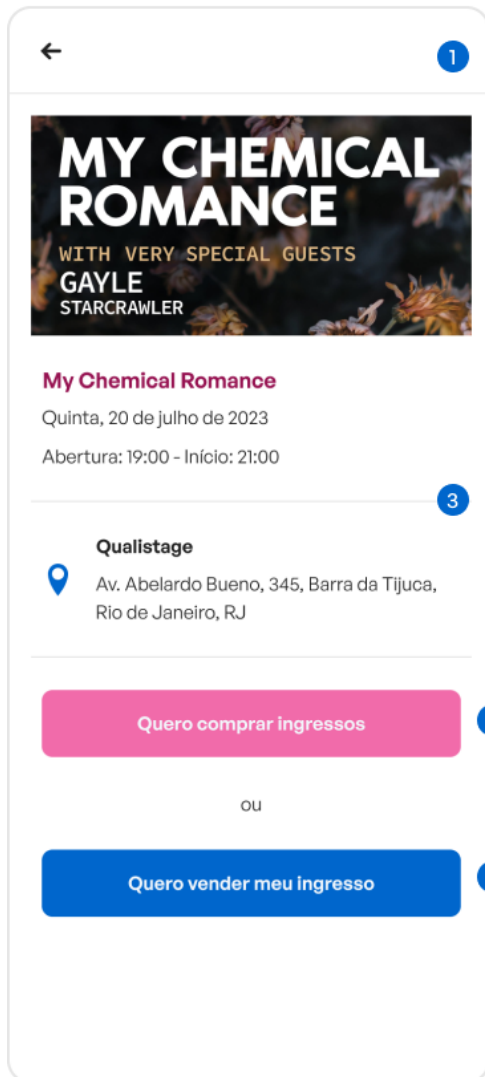 1
MY CHEMICAL
ROMANCE
WITH VERY SPECIAL GUESTS
GAYLE
STARCRAWLER
My Chemical Romance
Quinta, 20 de julho de 2023
Abertura: 19:00 - Início: 21:00
3
Qualistage
Av. Abelardo Bueno, 345, Barra da Tijuca,
Rio de Janeiro, RJ
Quero comprar ingressos
ou
Quero vender meu ingresso